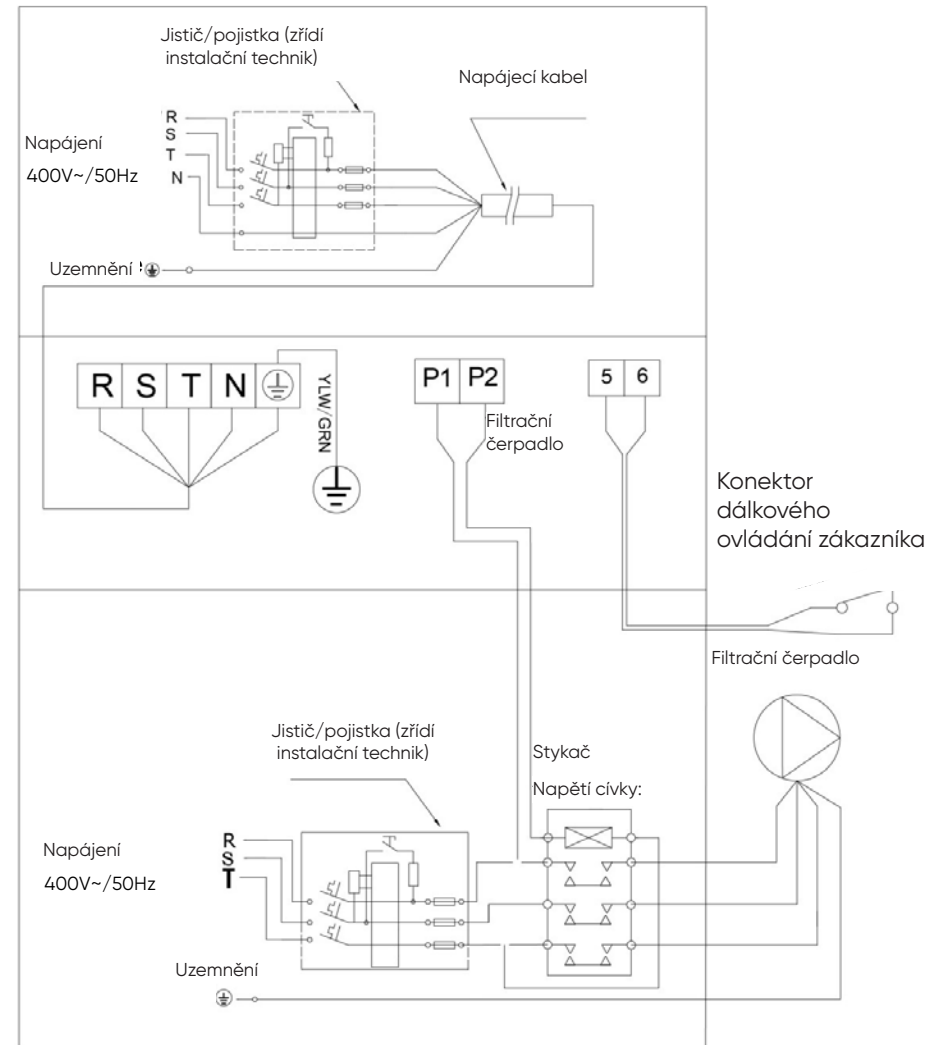 Jistič/pojistka (zřídí
instalační technik)
Napájecí kabel
R
S
T
N
Napájení
400V~/50Hz
Uzemnění
R S T N
YLW/GRN
P1 P2
Filtrační
čerpadlo
5 6
Konektor
dálkového
ovládání zákazníka
Filtrační čerpadlo
Jistič/pojistka (zřídí
instalační technik)
Stykač
Napětí cívky:
Napájení
400V~/50Hz
R
S
T
Uzemnění